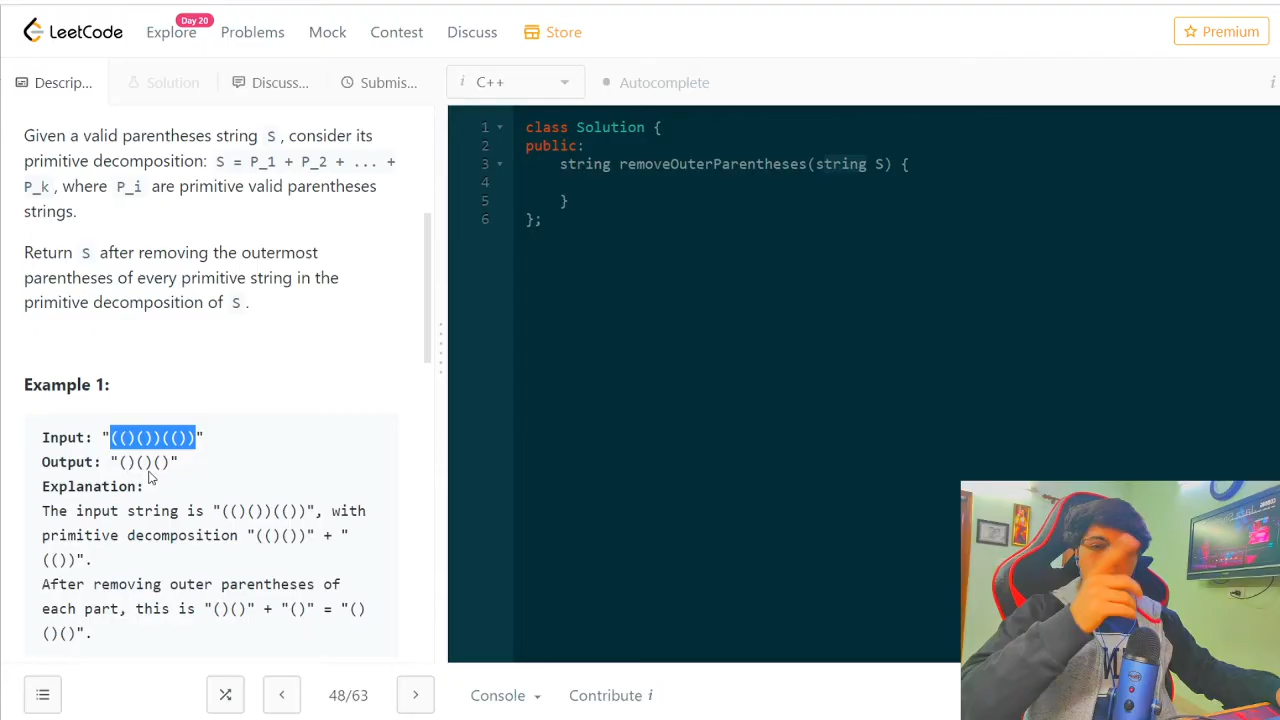 LeetCode
Day 20
Explore
Problems
Mock
Contest
Discuss
Store
Premium
Descrip...
Solution
Discuss...
Submis...
i C++
Autocomplete
i
Given a valid parentheses string S, consider its
primitive decomposition: S = P_1 + P_2 + ... +
P_k, where P_i are primitive valid parentheses
strings.
Return S after removing the outermost
parentheses of every primitive string in the
primitive decomposition of S.
Example 1:
Input: "(()())(())"
Output: "()()()"
Explanation:
The input string is "(()())(())", with
primitive decomposition "(()())" + "
(())".
After removing outer parentheses of
each part, this is "()()" + "()" = "()
()()".
1 class Solution {
2 public:
3 string removeOuterParentheses(string S) {
4
5 }
6 };
48/63
Console
Contribute i